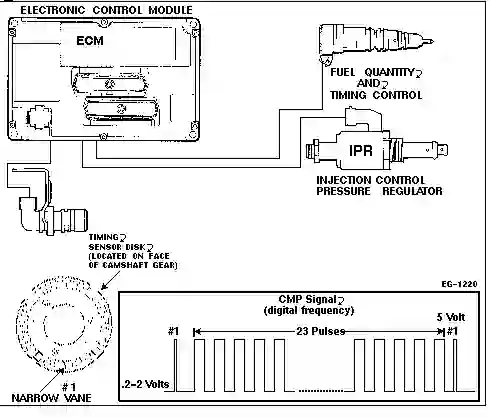 ELECTRONIC CONTROL MODULE
ECM
FUEL QUANTITY
AND
TIMING CONTROL
IPR
INJECTION CONTROL
PRESSURE REGULATOR
TIMING
SENSOR DISK
(LOCATED ON FACE
OF CAMSHAFT GEAR)
#1
NARROW VANE
EG-1220
CMP Signal
(digital frequency)
5 Volt
#1
23 Pulses
#1
.2-2 Volts